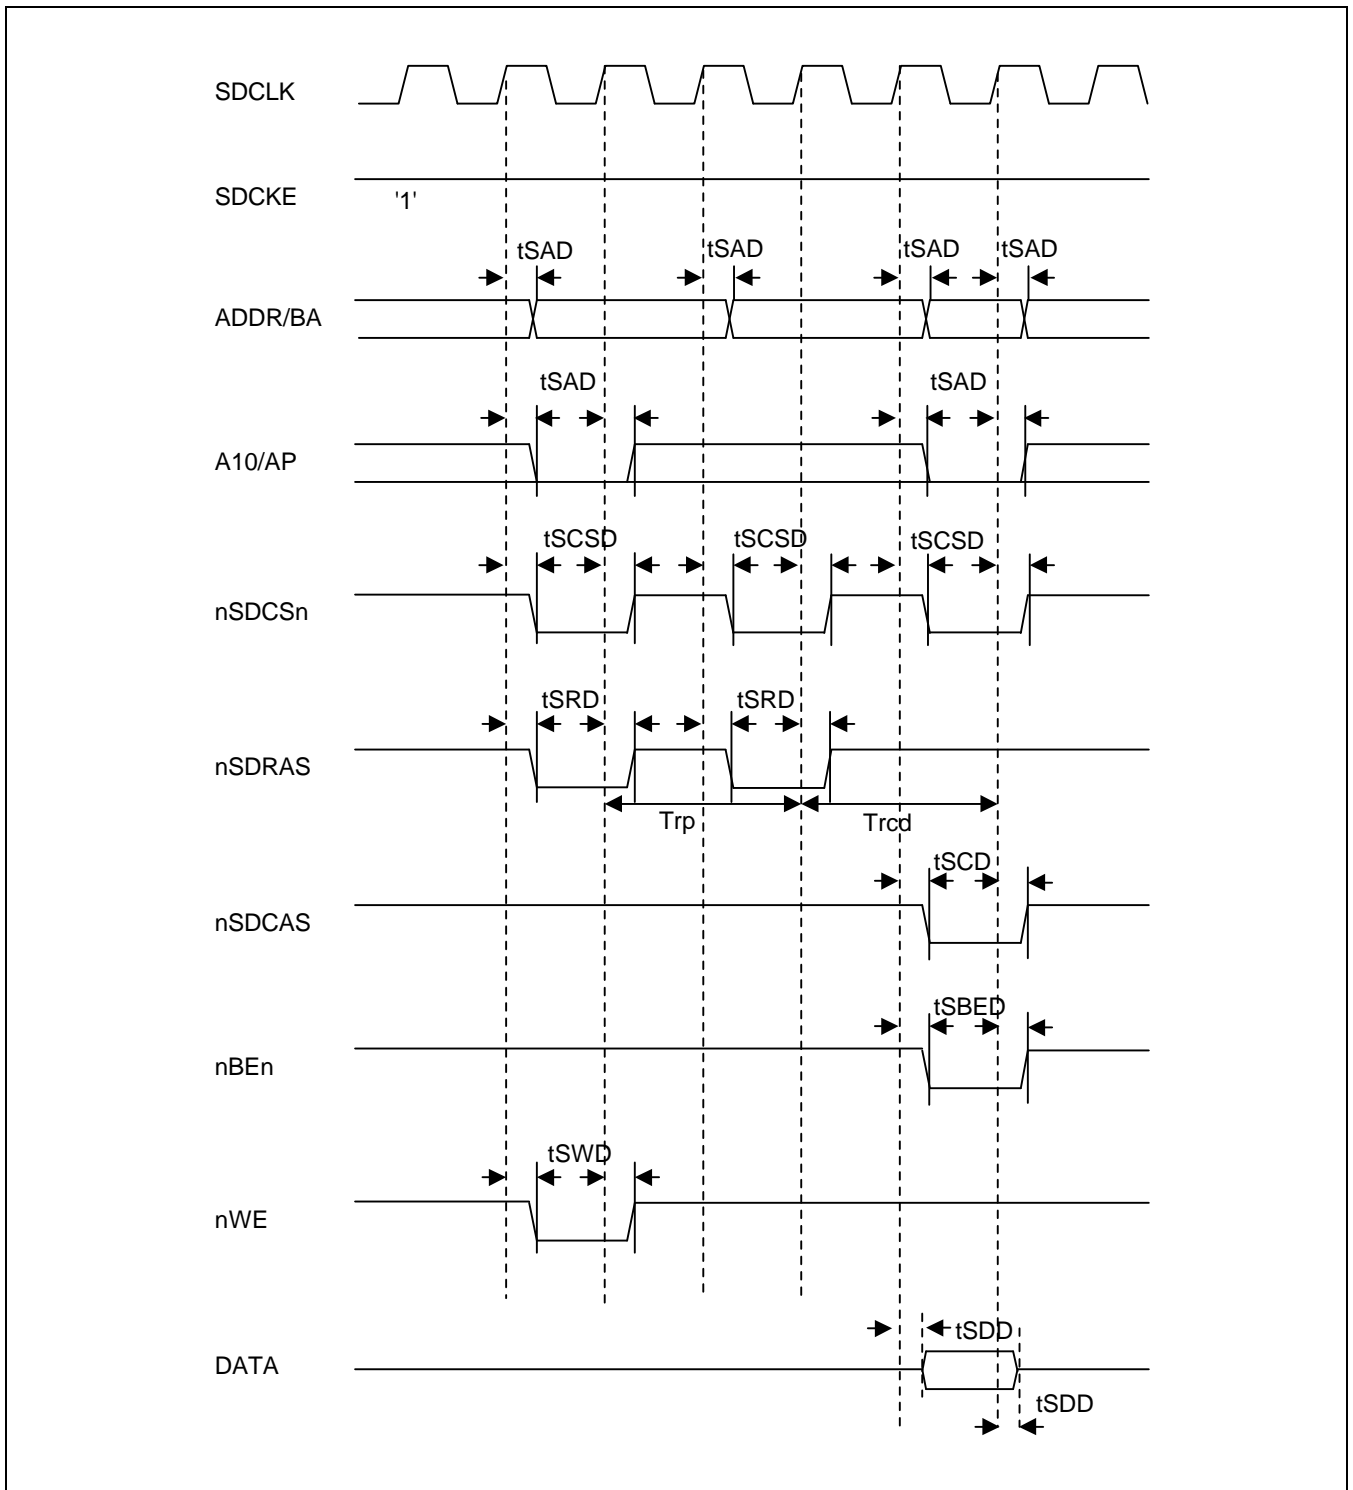 SDCLK
SDCKE
'1'
tSAD
tSAD
tSAD
tSAD
ADDR/BA
tSAD
tSAD
A10/AP
tSCSD
tSCSD
tSCSD
nSDCSn
tSRD
tSRD
nSDRAS
Trp
Trcd
tSCD
nSDCAS
tSBED
nBEn
tSWD
nWE
tSDD
DATA
tSDD